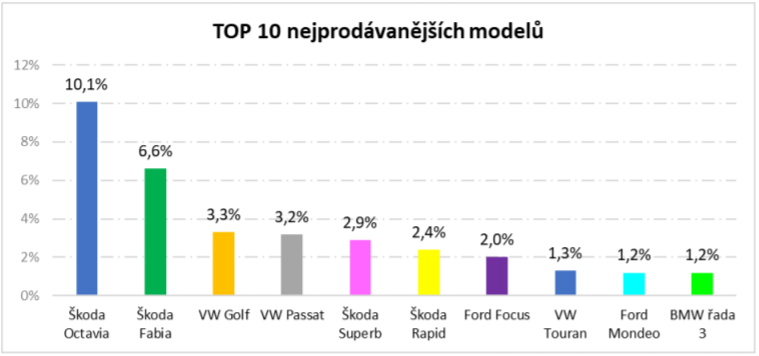 TOP 10 nejprodávanějších modelů
12%
10%
8%
6%
4%
2%
0%
10,1%
6,6%
3,3%
3,2%
2,9%
2,4%
2,0%
1,3%
1,2%
1,2%
Škoda
Octavia
Škoda
Fabia
VW Golf
VW Passat
Škoda
Superb
Škoda
Rapid
Ford Focus
VW
Touran
Ford
Mondeo
BMW řada
3